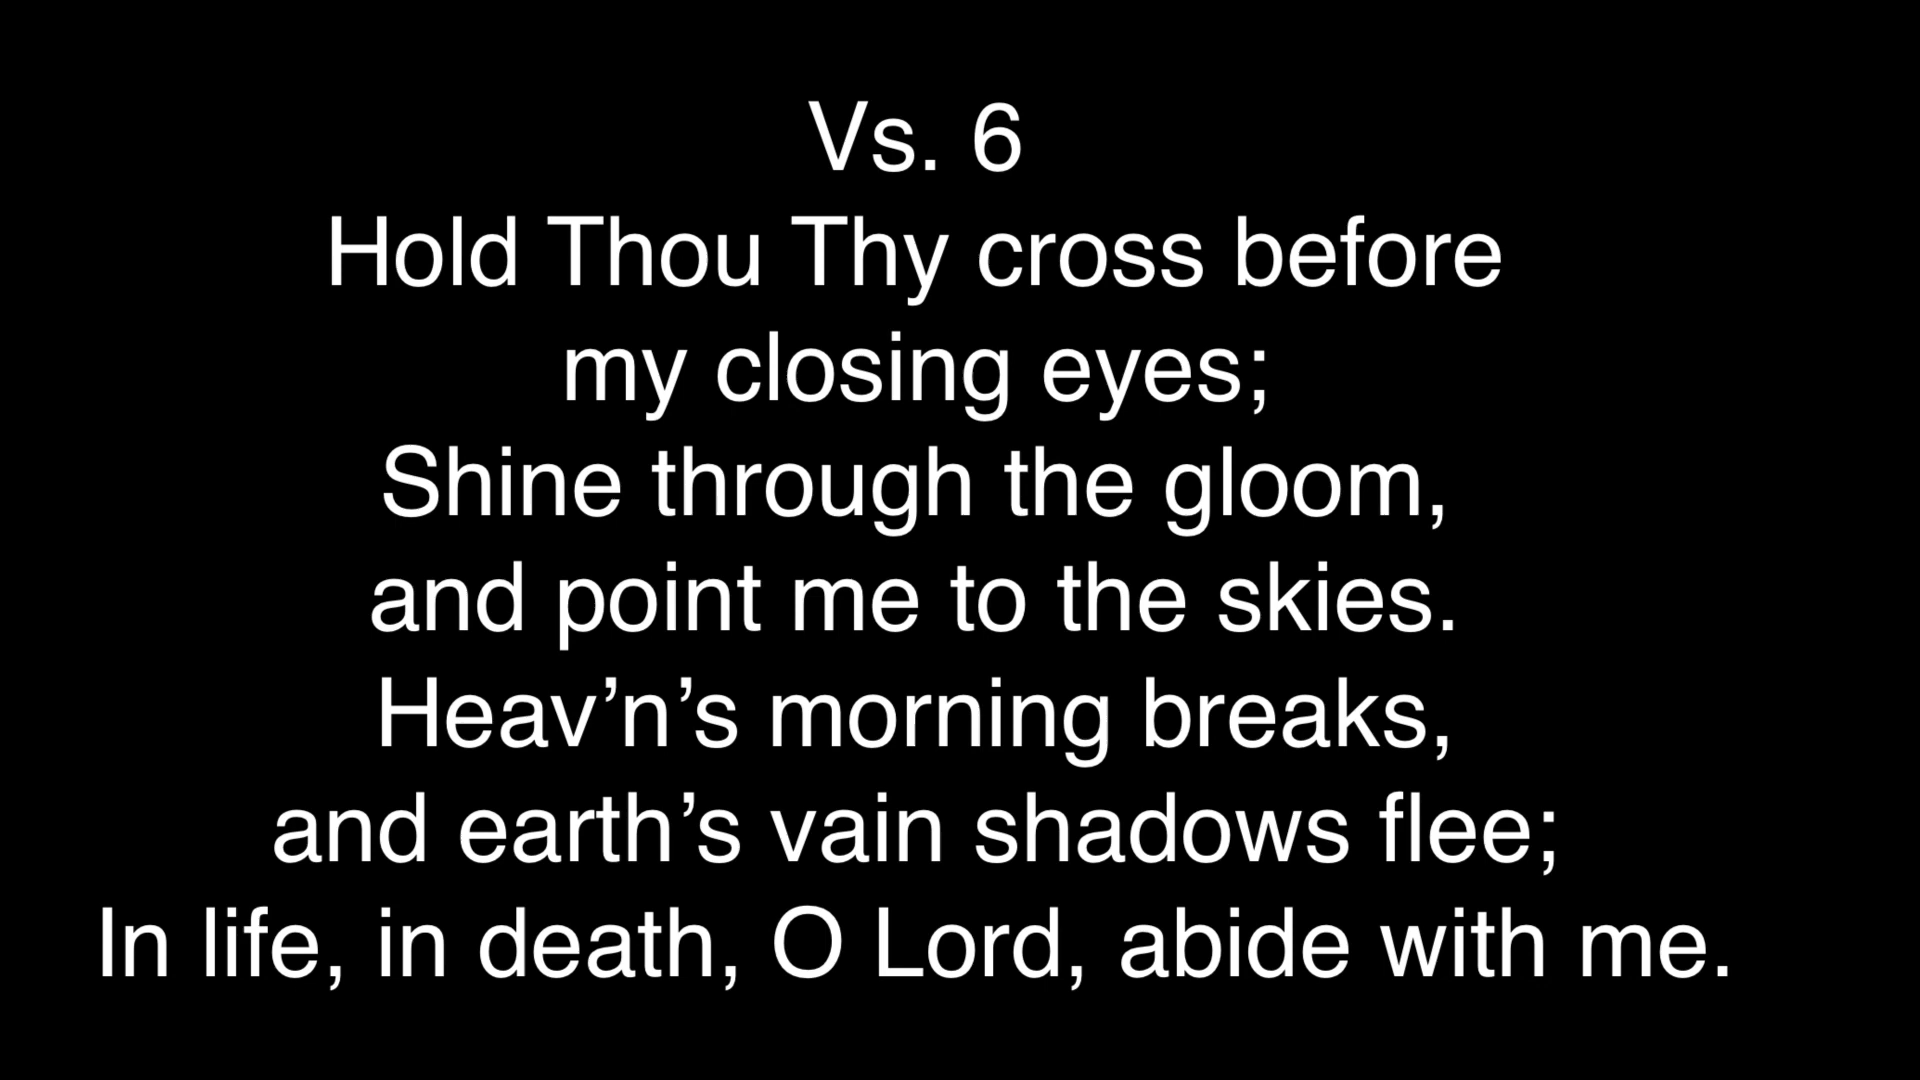 Vs. 6
Hold Thou Thy cross before
my closing eyes;
Shine through the gloom,
and point me to the skies.
Heav’n’s morning breaks,
and earth’s vain shadows flee;
In life, in death, O Lord, abide with me.